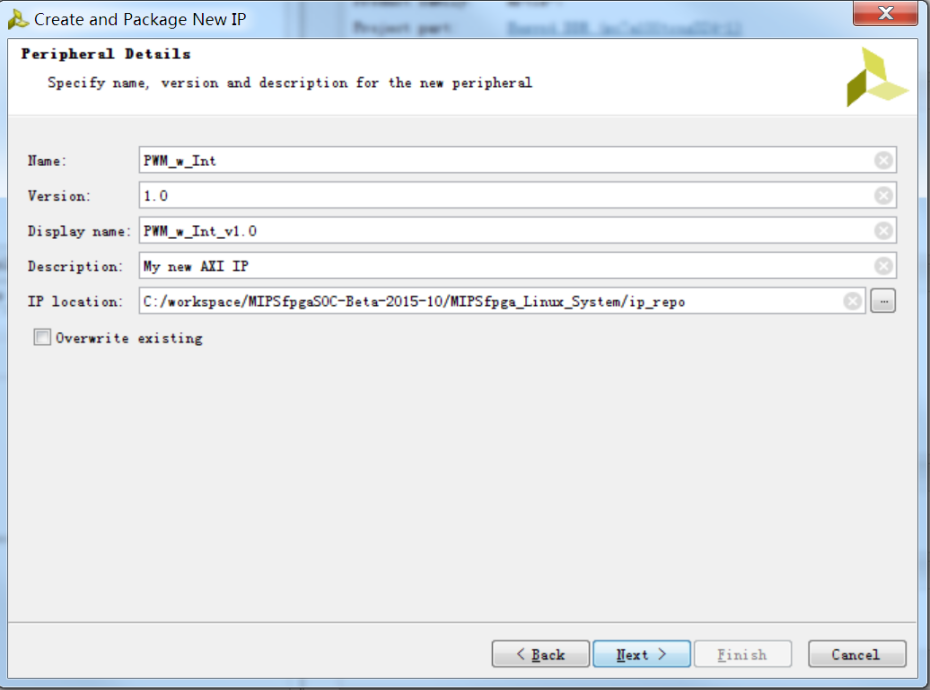 Create and Package New IP
Peripheral Details
Specify name, version and description for the new peripheral
Name: PWM_w_Int
Version: 1.0
Display name: PWM_w_Int_v1.0
Description: My new AXI IP
IP location: C:/workspace/MIPSfpgaSOC-Beta-2015-10/MIPSfpga_Linux_System/ip_repo
...
Overwrite existing
< Back Next > Finish Cancel